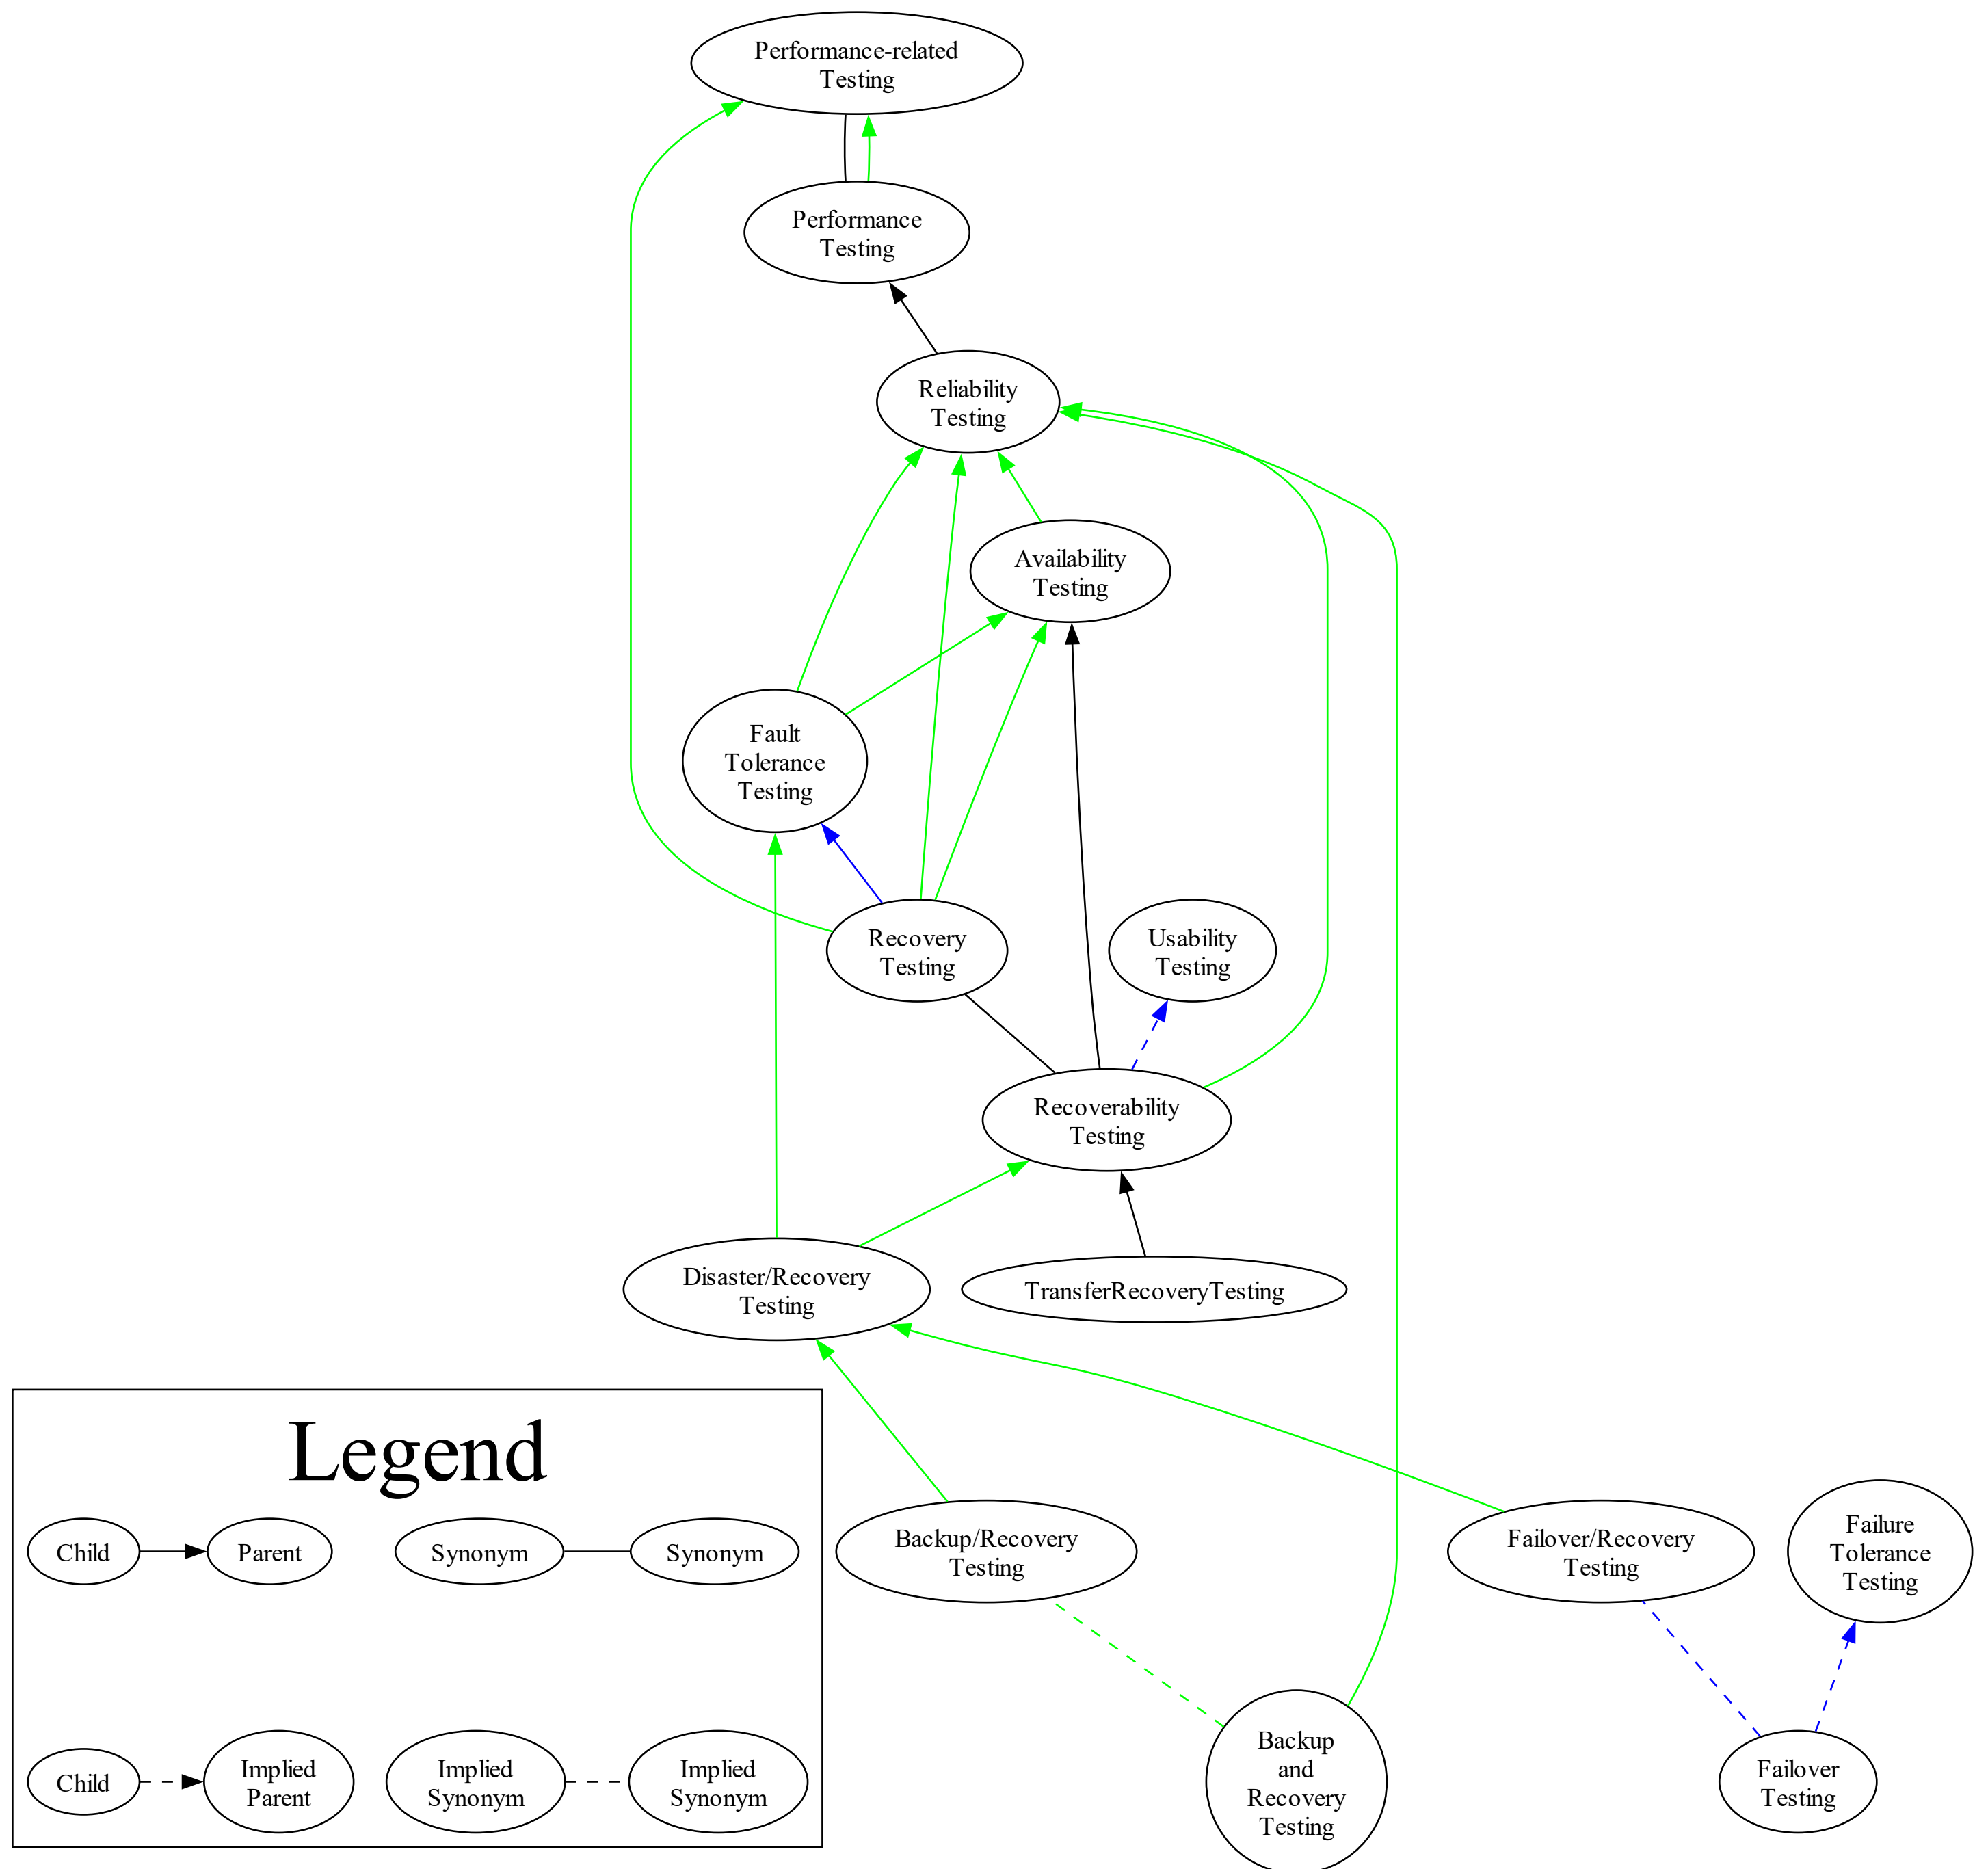 Performance-related
Testing
Performance
Testing
Reliability
Testing
Availability
Testing
Fault
Tolerance
Testing
Recovery
Testing
Usability
Testing
Recoverability
Testing
Disaster/Recovery
Testing
TransferRecoveryTesting
Legend
Child
Parent
Synonym
Synonym
Child
Implied
Parent
Implied
Synonym
Implied
Synonym
Backup/Recovery
Testing
Failover/Recovery
Testing
Failure
Tolerance
Testing
Backup
and
Recovery
Testing
Failover
Testing